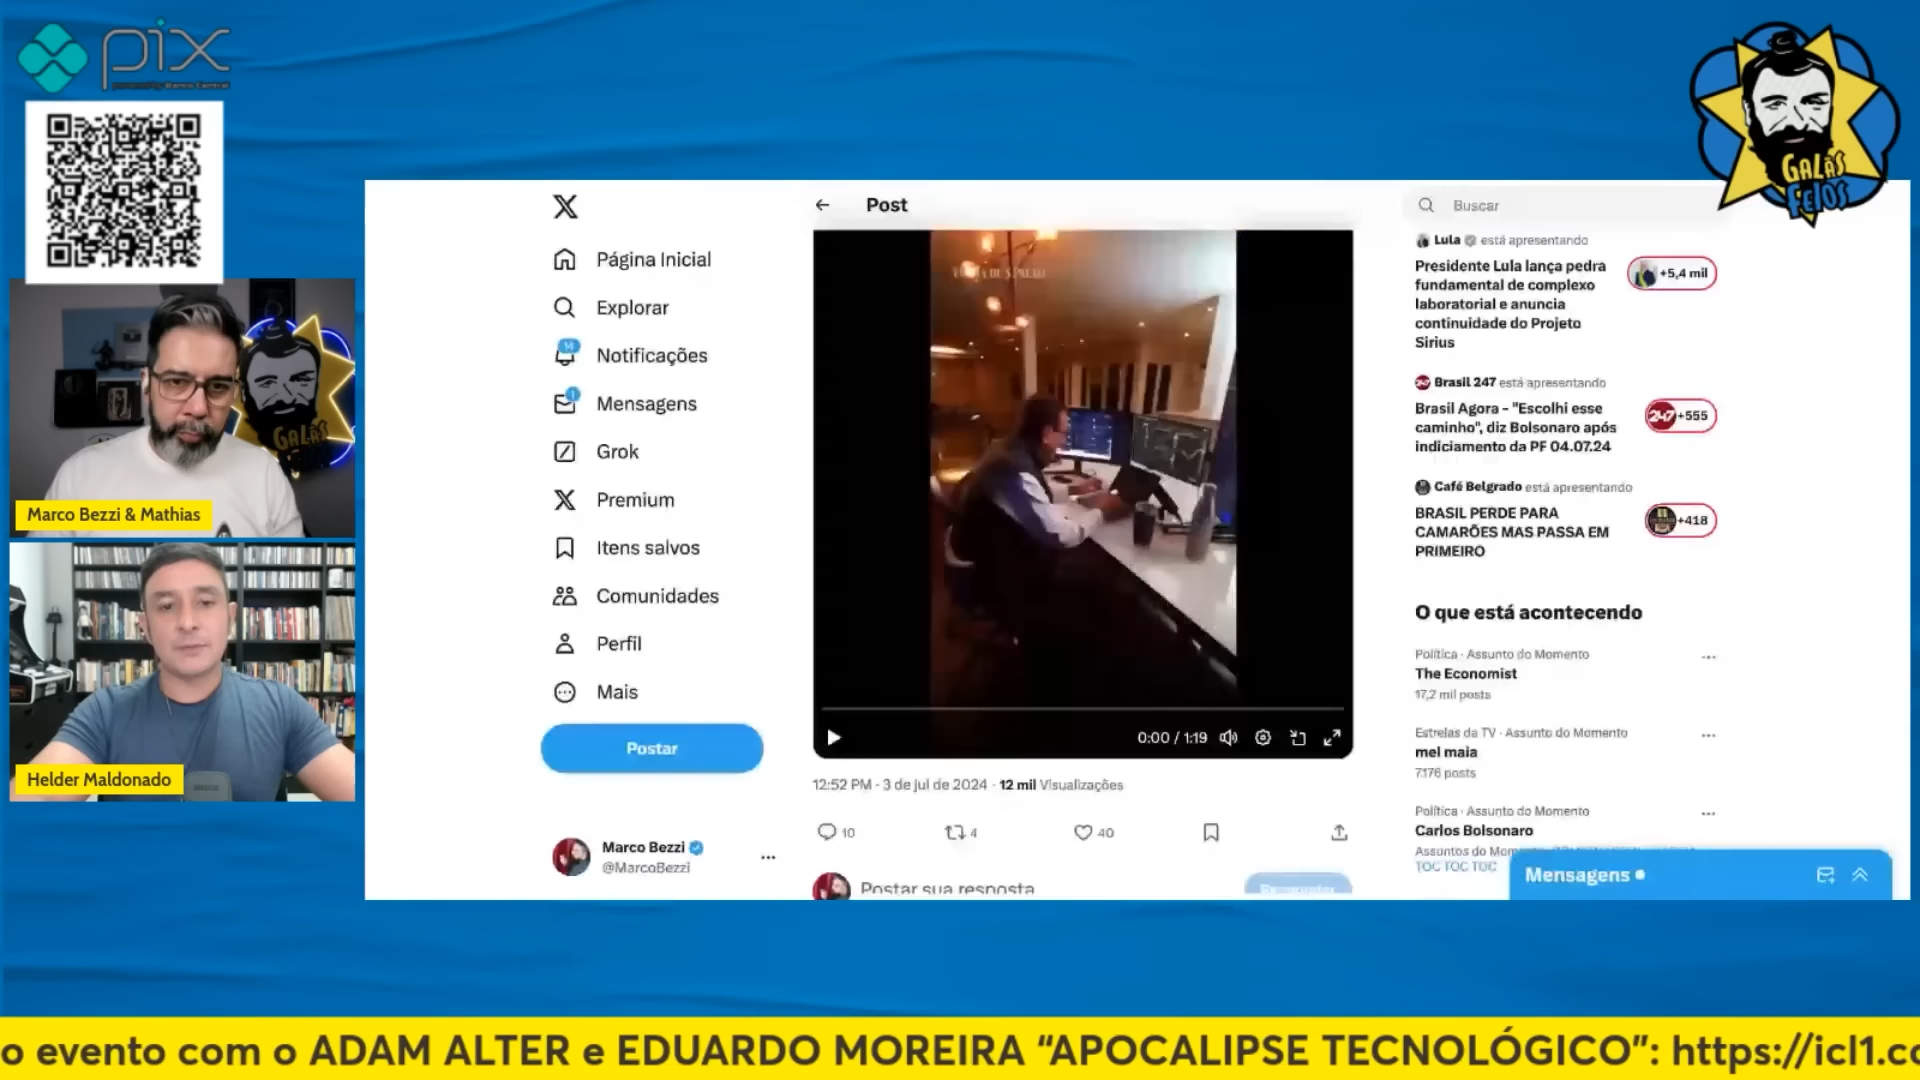 pix
powered by Banco Central
GALÃS
FEIOS
Marco Bezzi & Mathias
Helder Maldonado
Página Inicial
Explorar
Notificações
Mensagens
Grok
Premium
Itens salvos
Comunidades
Perfil
Mais
Postar
Marco Bezzi
@MarcoBezzi
Post
0:00 / 1:19
12:52 PM · 3 de jul de 2024 · 12 mil Visualizações
10
4
40
Postar sua resposta
Buscar
Lula está apresentando
Presidente Lula lança pedra
fundamental de complexo
laboratorial e anuncia
continuidade do Projeto
Sirius
+5,4 mil
Brasil 247 está apresentando
Brasil Agora - "Escolhi esse
caminho", diz Bolsonaro após
indiciamento da PF 04.07.24
247
+555
Café Belgrado está apresentando
BRASIL PERDE PARA
CAMARÕES MAS PASSA EM
PRIMEIRO
+418
O que está acontecendo
Política · Assunto do Momento
The Economist
17,2 mil posts
Estrelas da TV · Assunto do Momento
mel maia
7.176 posts
Política · Assunto do Momento
Carlos Bolsonaro
TOC TOC TOC
Mensagens
o evento com o ADAM ALTER e EDUARDO MOREIRA “APOCALIPSE TECNOLÓGICO”: https://icl1.co